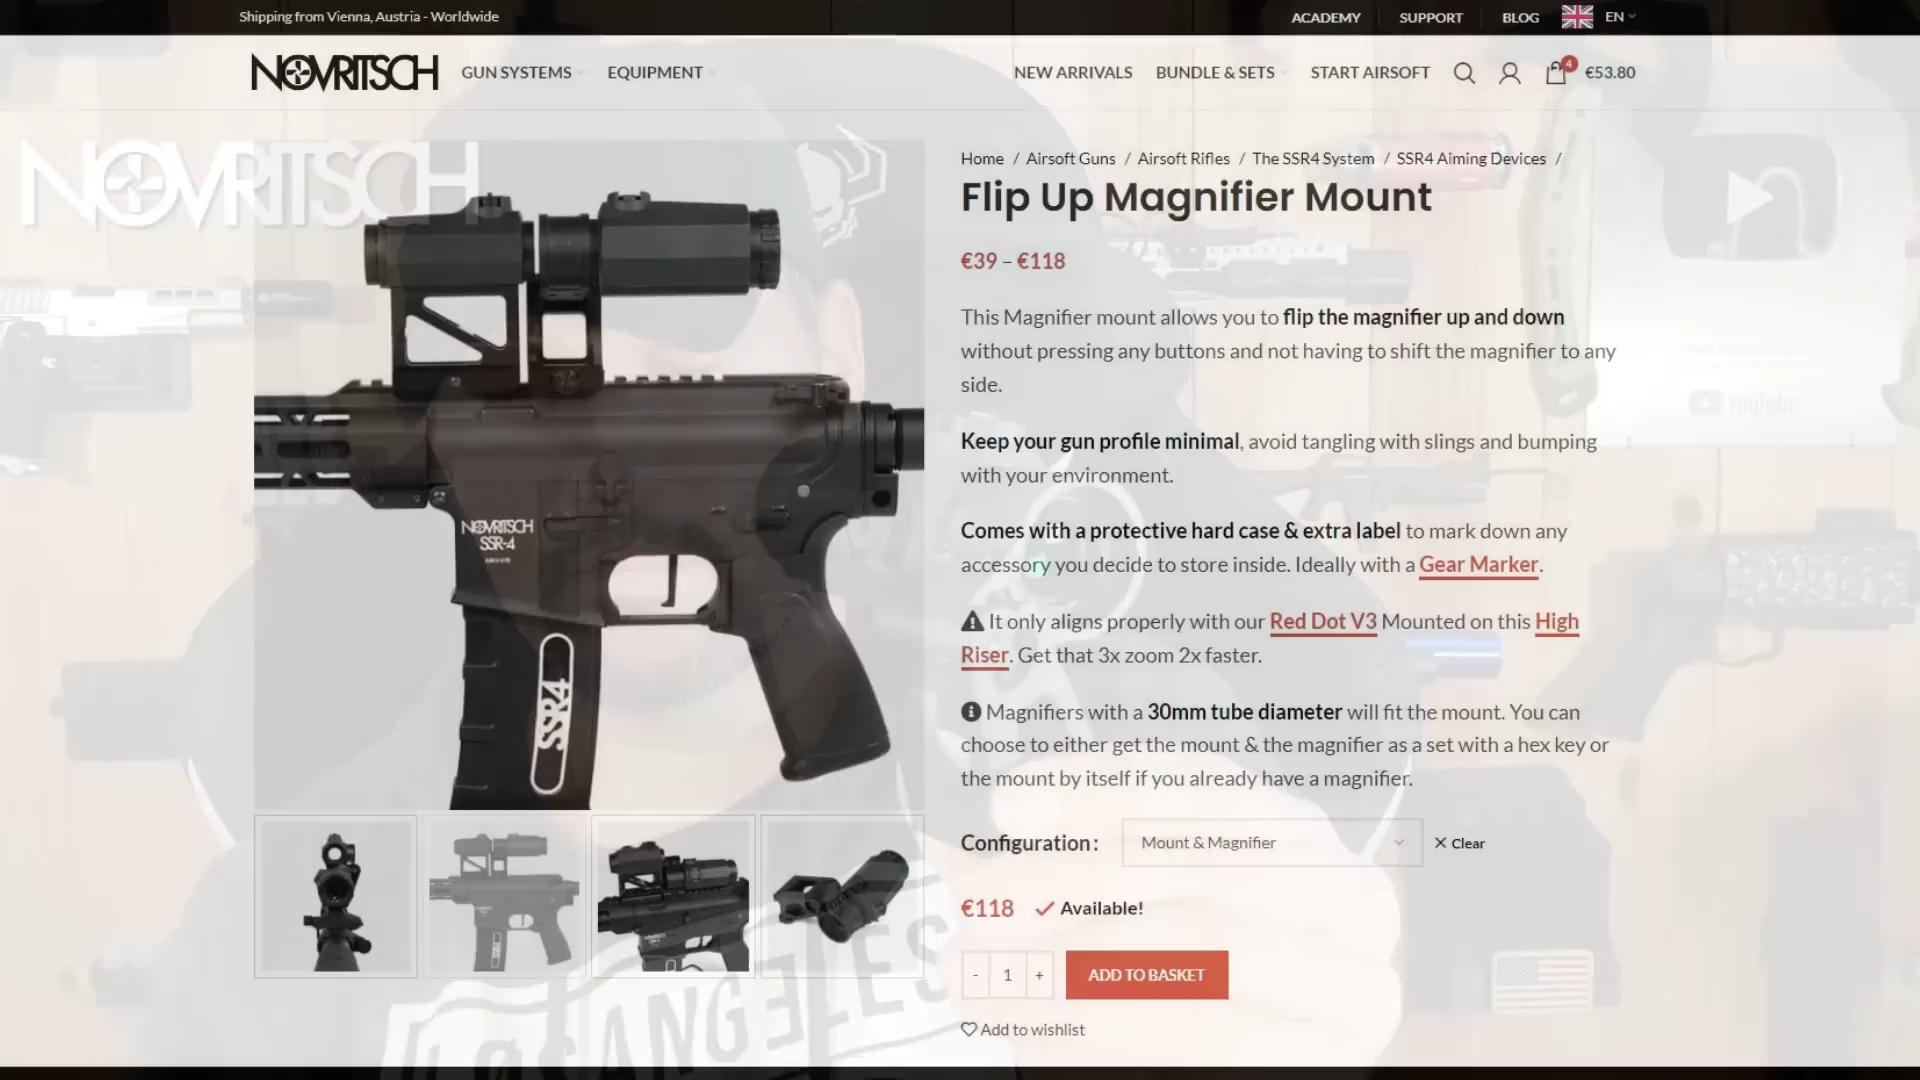 Shipping from Vienna, Austria - Worldwide
ACADEMY
SUPPORT
BLOG
EN
NOVRITSCH
GUN SYSTEMS
EQUIPMENT
NEW ARRIVALS
BUNDLE & SETS
START AIRSOFT
4
€53.80
NOVRITSCH
Home / Airsoft Guns / Airsoft Rifles / The SSR4 System / SSR4 Aiming Devices /
Flip Up Magnifier Mount
€39 – €118
This Magnifier mount allows you to flip the magnifier up and down
without pressing any buttons and not having to shift the magnifier to any
side.
Keep your gun profile minimal, avoid tangling with slings and bumping
with your environment.
Comes with a protective hard case & extra label to mark down any
accessory you decide to store inside. Ideally with a Gear Marker.
It only aligns properly with our Red Dot V3 Mounted on this High
Riser. Get that 3x zoom 2x faster.
Magnifiers with a 30mm tube diameter will fit the mount. You can
choose to either get the mount & the magnifier as a set with a hex key or
the mount by itself if you already have a magnifier.
Configuration:
Mount & Magnifier
Clear
€118
Available!
- 1 +
ADD TO BASKET
Add to wishlist
NOVRITSCH
SSR-4
SSR4
YouTube
LOS ANGELES